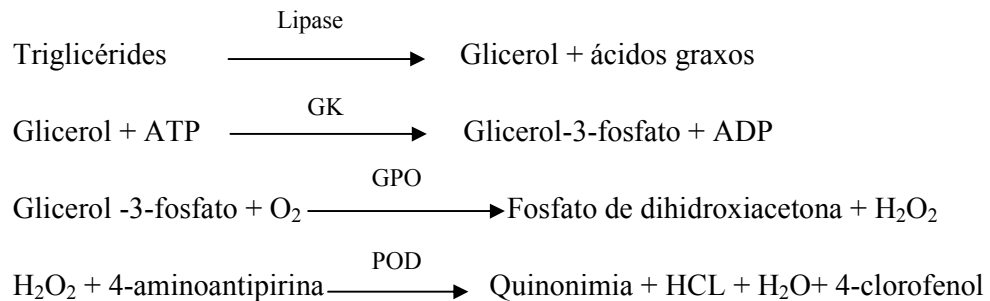 Lipase
Triglicérides → Glicerol + ácidos graxos
GK
Glicerol + ATP → Glicerol-3-fosfato + ADP
GPO
Glicerol -3-fosfato + O₂ → Fosfato de dihidroxiacetona + H₂O₂
POD
H₂O₂ + 4-aminoantipirina → Quinonimia + HCL + H₂O+ 4-clorofenol